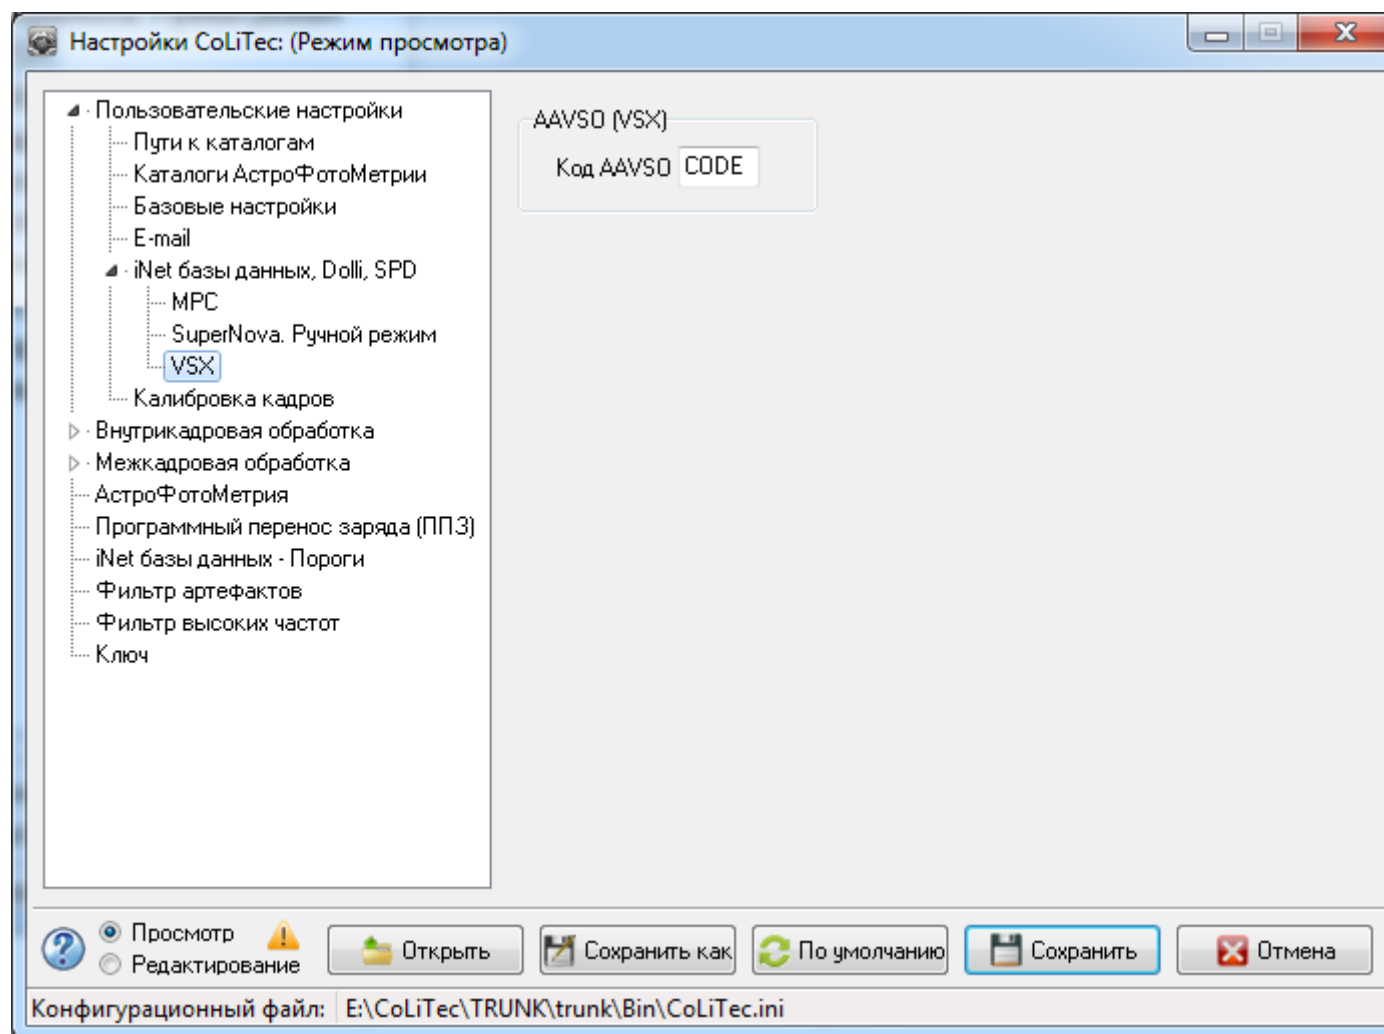 Настройки CoLiTec: (Режим просмотра)
Пользовательские настройки
Пути к каталогам
Каталоги АстроФотоМетрии
Базовые настройки
E-mail
iNet базы данных, Dolli, SPD
MPC
SuperNova. Ручной режим
VSX
Калибровка кадров
Внутрикадровая обработка
Межкадровая обработка
АстроФотоМетрия
Программный перенос заряда (ППЗ)
iNet базы данных - Пороги
Фильтр артефактов
Фильтр высоких частот
Ключ
AAVSO (VSX)
Код AAVSO CODE
Просмотр
Редактирование
Открыть
Сохранить как
По умолчанию
Сохранить
Отмена
Конфигурационный файл: E:\CoLiTec\TRUNK\trunk\Bin\CoLiTec.ini